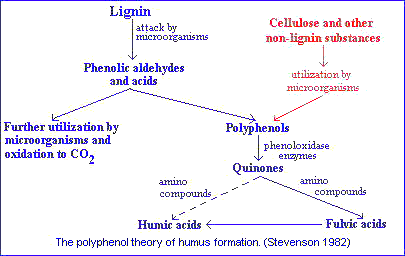 Lignin
attack by
microorganisms
Cellulose and other
non-lignin substances
Phenolic aldehydes
and acids
utilization by
microorganisms
Further utilization by
microorganisms and
oxidation to CO2
Polyphenols
phenoloxidase
enzymes
Quinones
amino
compounds
amino
compounds
Humic acids
Fulvic acids
The polyphenol theory of humus formation. (Stevenson 1982)